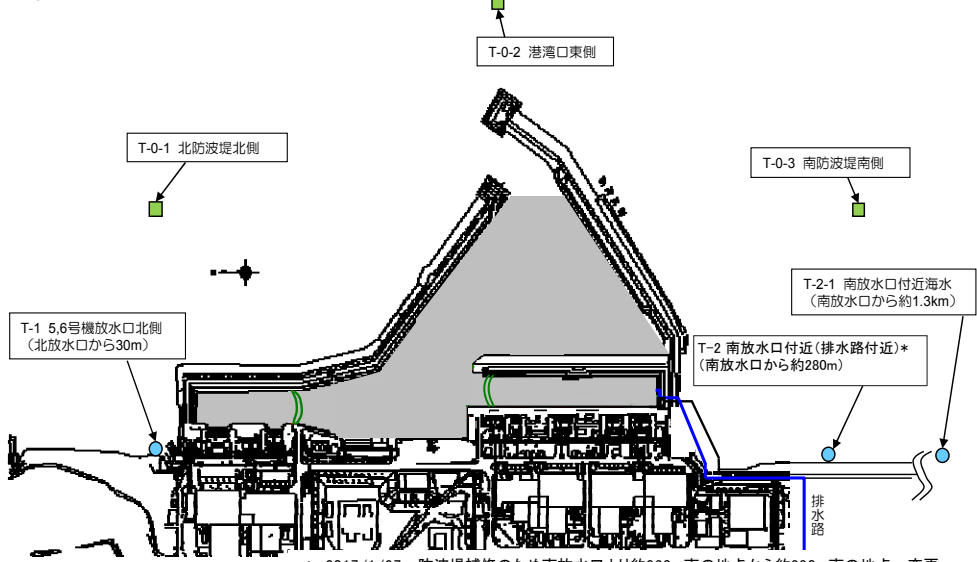 T-0-2 港湾口東側
T-0-1 北防波堤北側
T-0-3 南防波堤南側
T-2-1 南放水口付近海水
（南放水口から約1.3km）
T-1 5,6号機放水口北側
（北放水口から30m）
T-2 南放水口付近（排水路付近）*
（南放水口から約280m）
排水路